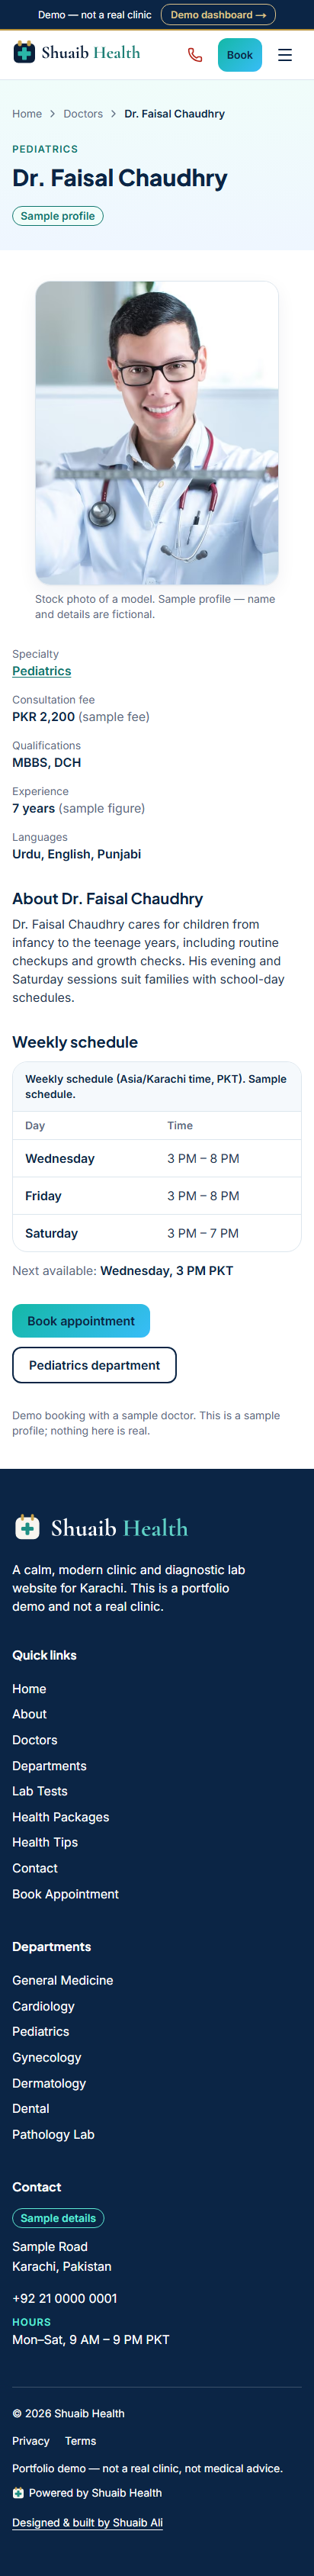 Demo — not a real clinic Demo dashboard →
Shuaib Health Book
Home > Doctors > Dr. Faisal Chaudhry
PEDIATRICS
Dr. Faisal Chaudhry
Sample profile
Stock photo of a model. Sample profile — name
and details are fictional.
Specialty
Pediatrics
Consultation fee
PKR 2,200 (sample fee)
Qualifications
MBBS, DCH
Experience
7 years (sample figure)
Languages
Urdu, English, Punjabi
About Dr. Faisal Chaudhry
Dr. Faisal Chaudhry cares for children from
infancy to the teenage years, including routine
checkups and growth checks. His evening and
Saturday sessions suit families with school-day
schedules.
Weekly schedule
Weekly schedule (Asia/Karachi time, PKT). Sample
schedule.
Day Time
Wednesday 3 PM – 8 PM
Friday 3 PM – 8 PM
Saturday 3 PM – 7 PM
Next available: Wednesday, 3 PM PKT
Book appointment
Pediatrics department
Demo booking with a sample doctor. This is a sample
profile; nothing here is real.
Shuaib Health
A calm, modern clinic and diagnostic lab
website for Karachi. This is a portfolio
demo and not a real clinic.
Quick links
Home
About
Doctors
Departments
Lab Tests
Health Packages
Health Tips
Contact
Book Appointment
Departments
General Medicine
Cardiology
Pediatrics
Gynecology
Dermatology
Dental
Pathology Lab
Contact
Sample details
Sample Road
Karachi, Pakistan
+92 21 0000 0001
HOURS
Mon–Sat, 9 AM – 9 PM PKT
© 2026 Shuaib Health
Privacy Terms
Portfolio demo — not a real clinic, not medical advice.
Powered by Shuaib Health
Designed & built by Shuaib Ali